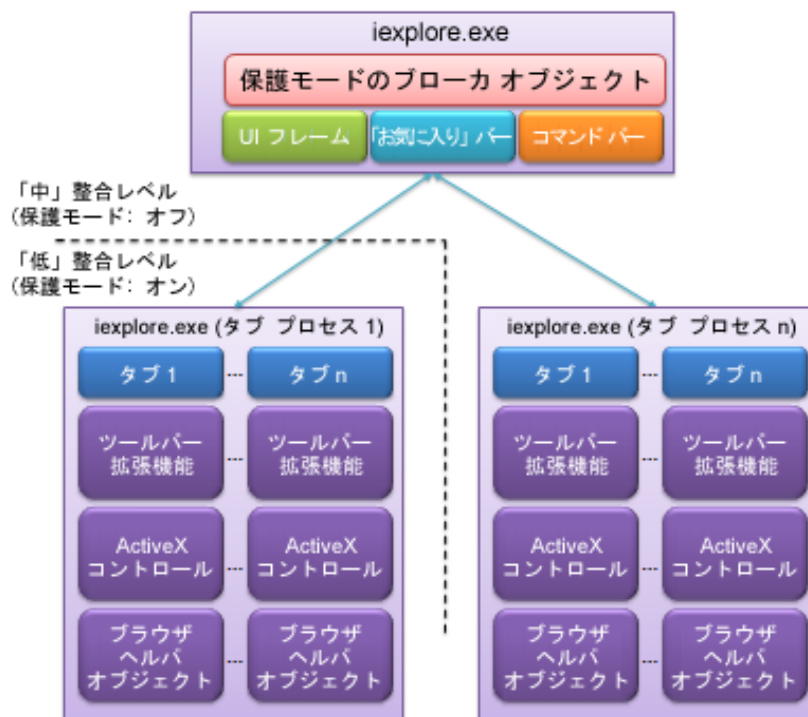 iexplore.exe
保護モードのブローカ オブジェクト
UI フレーム
「お気に入り」バー
コマンド バー
「中」整合レベル
(保護モード: オフ)
「低」整合レベル
(保護モード: オン)
iexplore.exe (タブ プロセス 1)
タブ 1
...
タブ n
ツールバー
拡張機能
...
ツールバー
拡張機能
ActiveX
コントロール
...
ActiveX
コントロール
ブラウザ
ヘルパ
オブジェクト
...
ブラウザ
ヘルパ
オブジェクト
iexplore.exe (タブ プロセス n)
タブ 1
...
タブ n
ツールバー
拡張機能
...
ツールバー
拡張機能
ActiveX
コントロール
...
ActiveX
コントロール
ブラウザ
ヘルパ
オブジェクト
...
ブラウザ
ヘルパ
オブジェクト